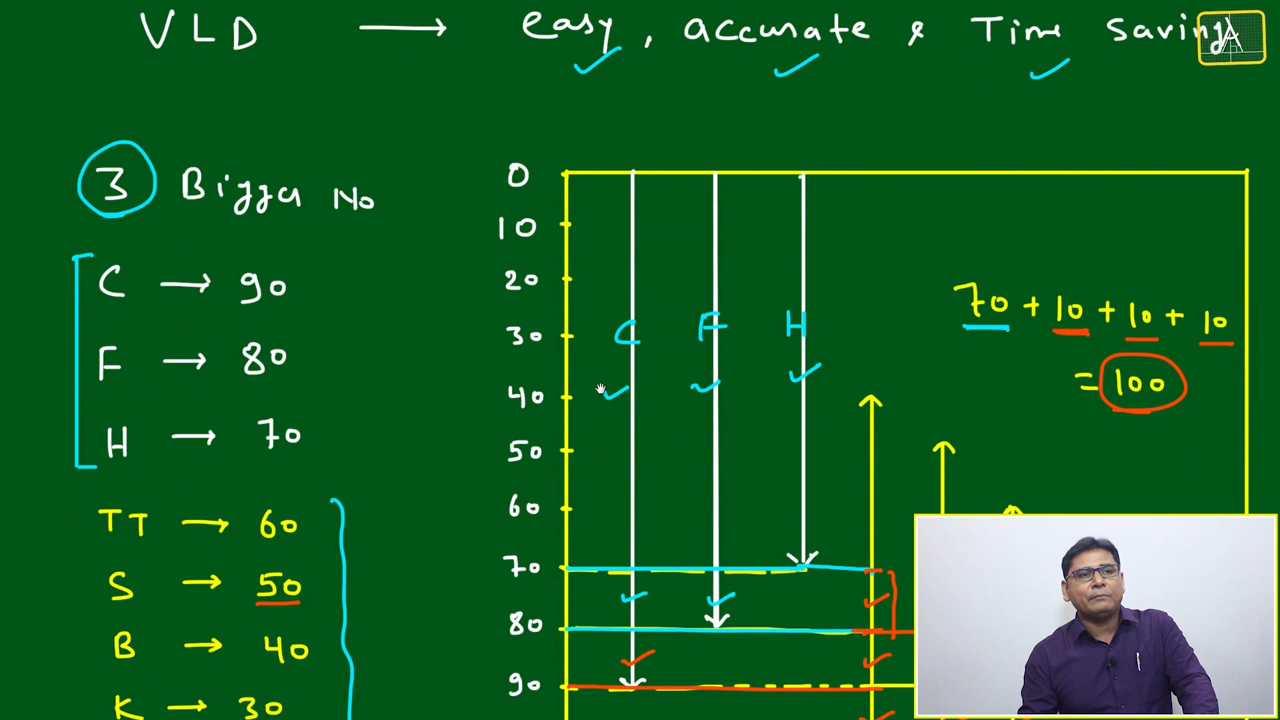 VLD → easy, accurate & Time saving
3 Bigger No
C → 90
F → 80
H → 70
TT → 60
S → 50
B → 40
K → 30
0
10
20
30
40
50
60
70
80
90
C F H
70 + 10 + 10 + 10
= 100
A